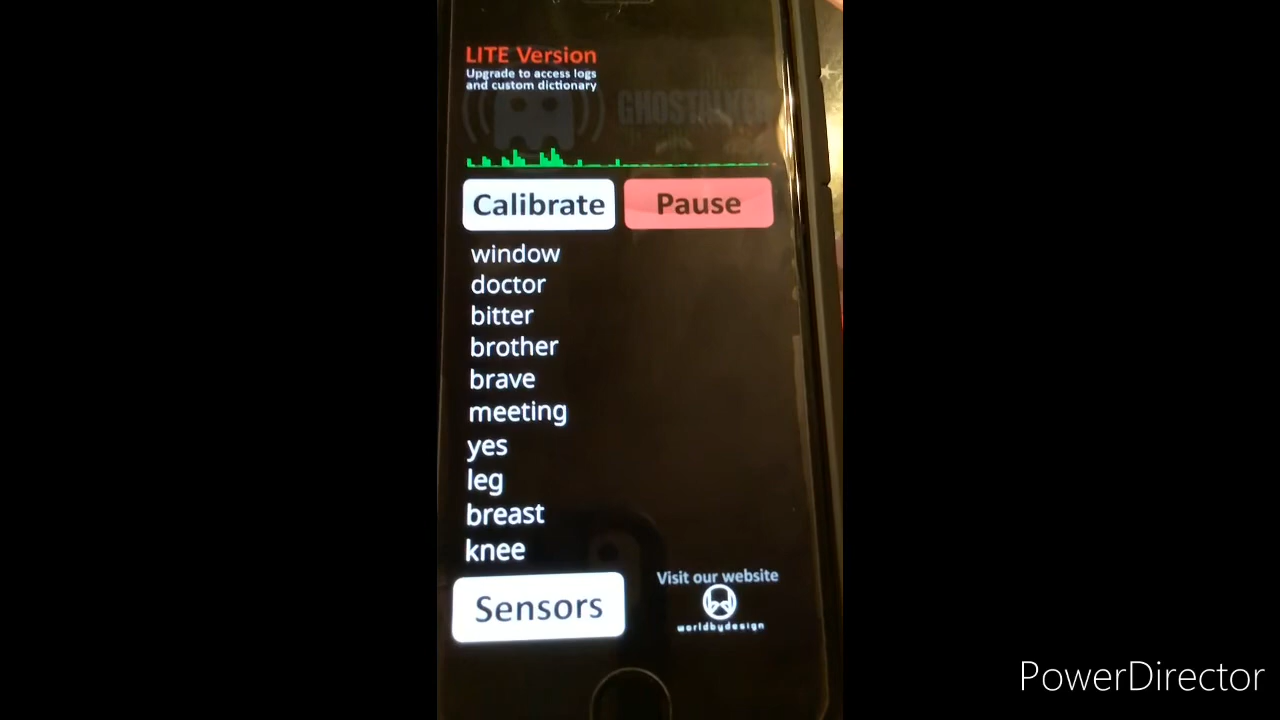 LITE Version
Upgrade to access logs
and custom dictionary
GHOSTALKER
Calibrate
Pause
window
doctor
bitter
brother
brave
meeting
yes
leg
breast
knee
Sensors
Visit our website
worldbydesign
PowerDirector